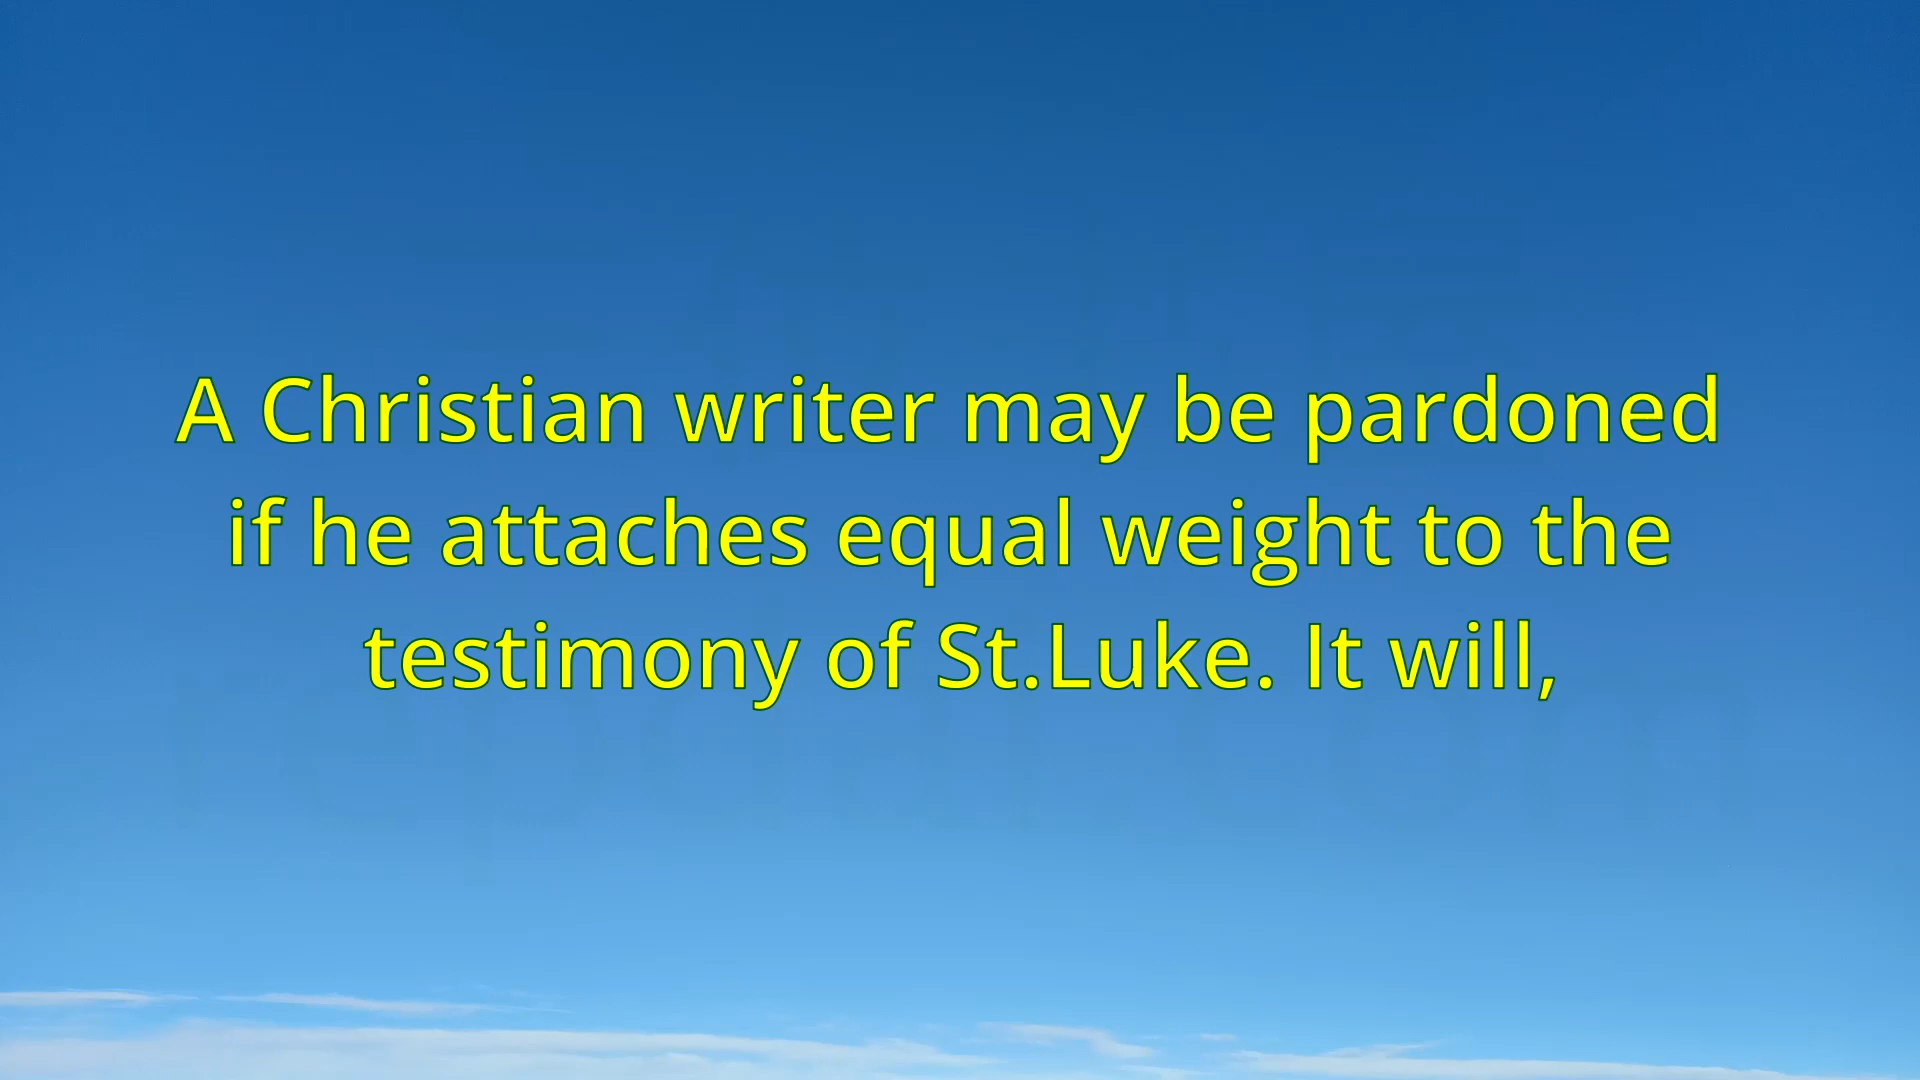 A Christian writer may be pardoned
if he attaches equal weight to the
testimony of St.Luke. It will,